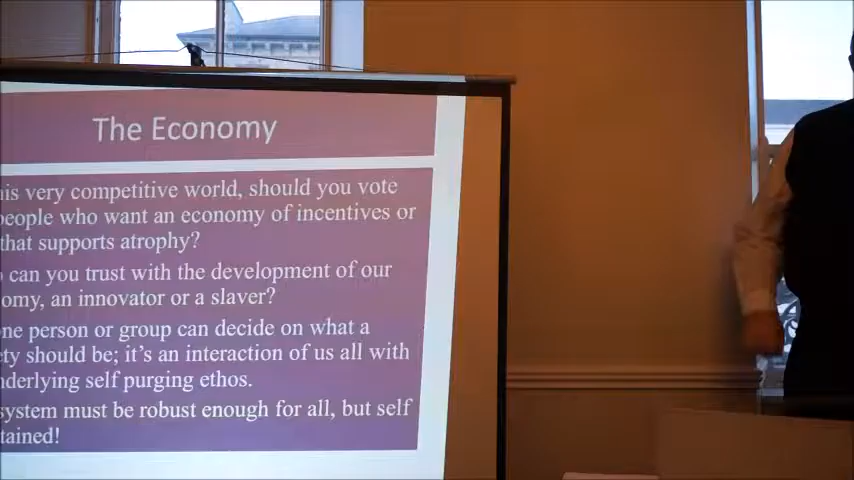 The Economy
is very competitive world, should you vote
people who want an economy of incentives or
that supports atrophy?
can you trust with the development of our
omy, an innovator or a slaver?
ne person or group can decide on what a
ety should be; it's an interaction of us all with
nderlying self purging ethos.
system must be robust enough for all, but self
tained!